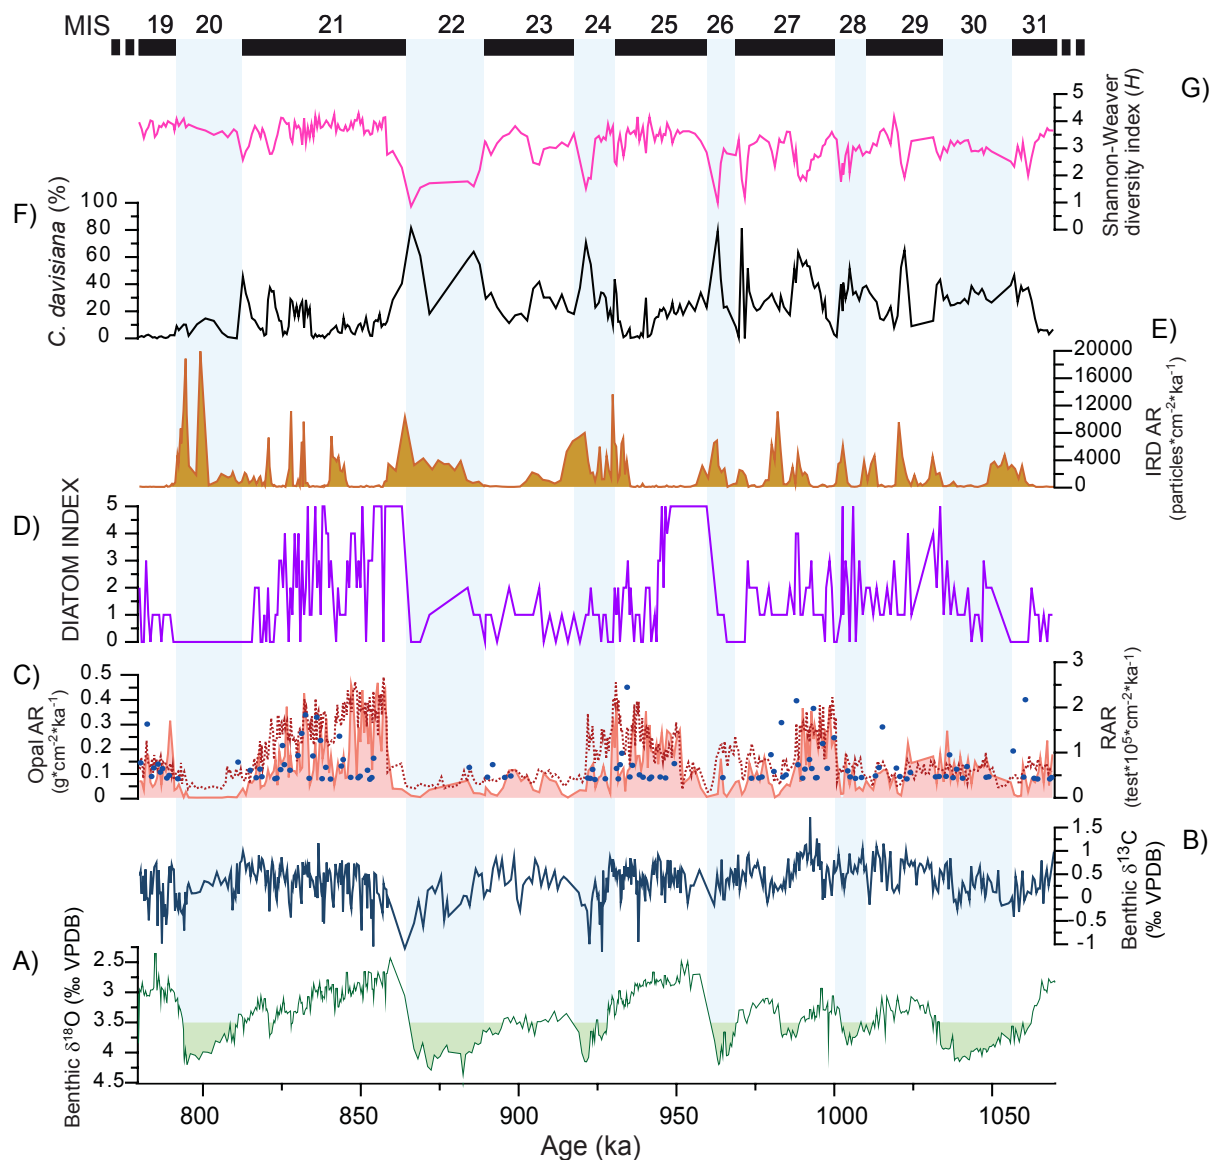 MIS 19 20 21 22 23 24 25 26 27 28 29 30 31
G)
5
4
3
2
1
0
Shannon-Weaver
diversity index (H)
F)
C. davisiana (%)
100
80
60
40
20
0
E)
20000
16000
12000
8000
4000
0
IRD AR
(particles*cm-2*ka-1)
D)
DIATOM INDEX
5
4
3
2
1
0
C)
Opal AR
(g*cm-2*ka-1)
0.5
0.4
0.3
0.2
0.1
0
3
2
1
0
RAR
(test*10⁵*cm-2*ka-1)
B)
1.5
1
0.5
0
-0.5
-1
Benthic δ¹³C
(‰ VPDB)
A)
Benthic δ¹⁸O (‰ VPDB)
2.5
3
3.5
4
4.5
800 850 900 950 1000 1050
Age (ka)